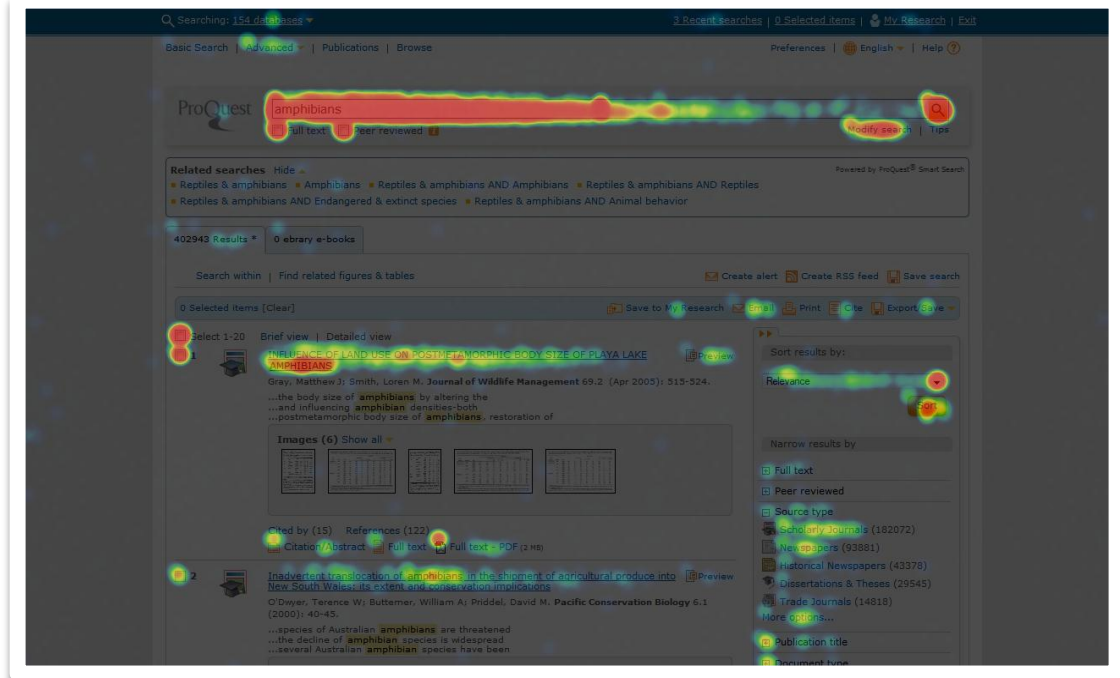 Searching: 154 databases
3 Recent searches | 0 Selected items | My Research | Exit
Basic Search | Advanced | Publications | Browse
Preferences | English | Help ?
ProQuest
amphibians
Full text Peer reviewed
Modify search | Tips
Related searches Hide
Powered by ProQuest® Smart Search
Reptiles & amphibians Amphibians Reptiles & amphibians AND Amphibians Reptiles & amphibians AND Reptiles
Reptiles & amphibians AND Endangered & extinct species Reptiles & amphibians AND Animal behavior
402943 Results * 0 ebrary e-books
Search within | Find related figures & tables
Create alert Create RSS feed Save search
0 Selected items [Clear]
Save to My Research Email Print Cite Export/Save
Select 1-20 Brief view | Detailed view
1 INFLUENCE OF LAND USE ON POSTMETAMORPHIC BODY SIZE OF PLAYA LAKE
AMPHIBIANS
Preview
Gray, Matthew J; Smith, Loren M. Journal of Wildlife Management 69.2 (Apr 2005): 515-524.
...the body size of amphibians by altering the
...and influencing amphibian densities-both
...postmetamorphic body size of amphibians, restoration of
Images (6) Show all
Cited by (15) References (122)
Citation/Abstract Full text Full text - PDF (2 MB)
2 Inadvertent translocation of amphibians in the shipment of agricultural produce into
New South Wales: its extent and conservation implications
Preview
O'Dwyer, Terence W; Buttemer, William A; Priddel, David M. Pacific Conservation Biology 6.1
(2000): 40-45.
...species of Australian amphibians are threatened
...the decline of amphibian species is widespread
...several Australian amphibian species have been
Sort results by:
Relevance
Sort
Narrow results by
Full text
Peer reviewed
Source type
Scholarly Journals (182072)
Newspapers (93881)
Historical Newspapers (43378)
Dissertations & Theses (29545)
Trade Journals (14818)
More options...
Publication title
Document type